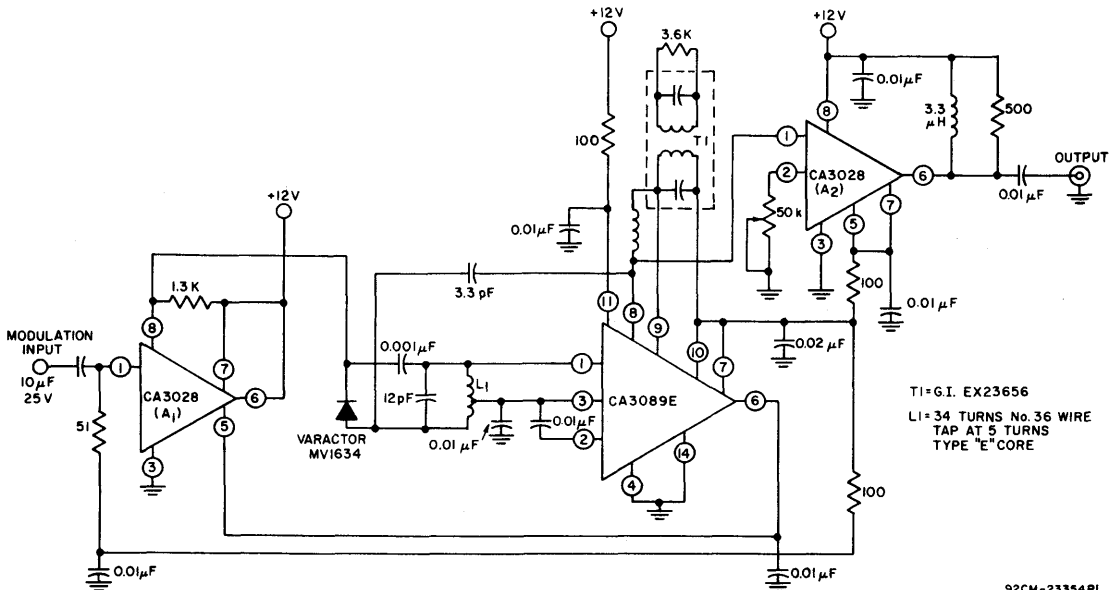 +12V
3.6K
+12V
0.01µF
8
3.3 µH
500
T1
100
1
2
CA3028 (A2)
6
OUTPUT
0.01µF
50k
3
5
7
+12V
0.01µF
100
0.01µF
3.3pF
1.3K
8
7
11
8
9
10
7
0.02µF
MODULATION INPUT
10µF
25V
1
CA3028 (A1)
6
5
3
51
0.001µF
12pF
L1
VARACTOR
MV1634
0.01µF
0.01µF
1
3
2
CA3089E
6
4
14
T1=G.I. EX23656
L1=34 TURNS No. 36 WIRE
TAP AT 5 TURNS
TYPE "E" CORE
100
0.01µF
0.01µF
92CM-23354RI